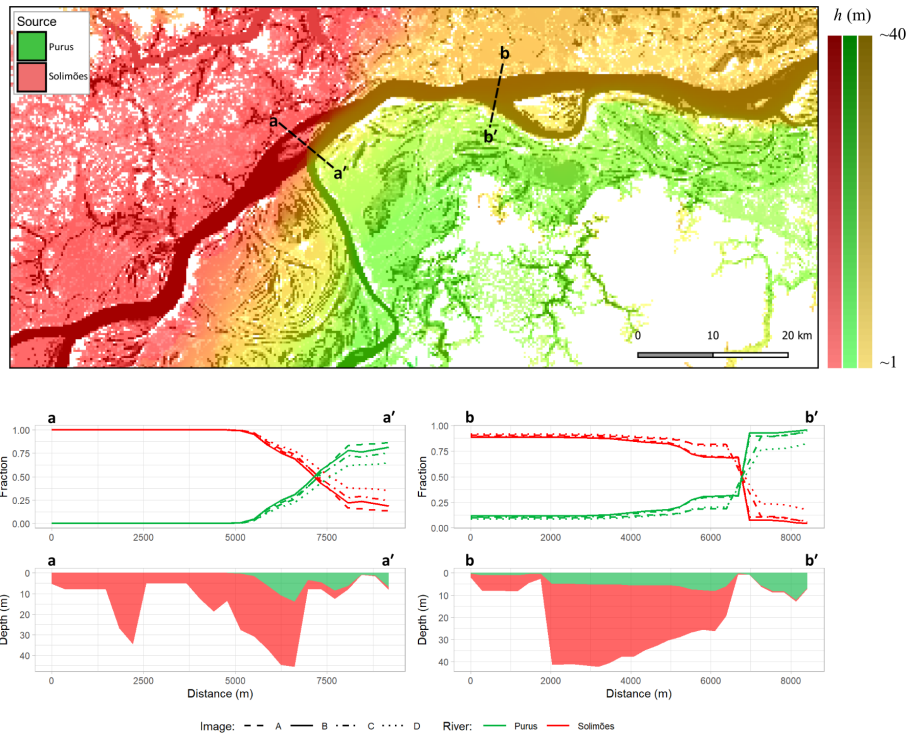 Source
Purus
Solimões
h (m)
~40
~1
a
a′
b
b′
0 10 20 km
a a′
1.00
0.75
0.50
0.25
0.00
Fraction
0 2500 5000 7500
a a′
0
10
20
30
40
Depth (m)
0 2500 5000 7500
Distance (m)
b b′
1.00
0.75
0.50
0.25
0.00
Fraction
0 2000 4000 6000 8000
b b′
0
10
20
30
40
Depth (m)
0 2000 4000 6000 8000
Distance (m)
Image: A B C D River: Purus Solimões